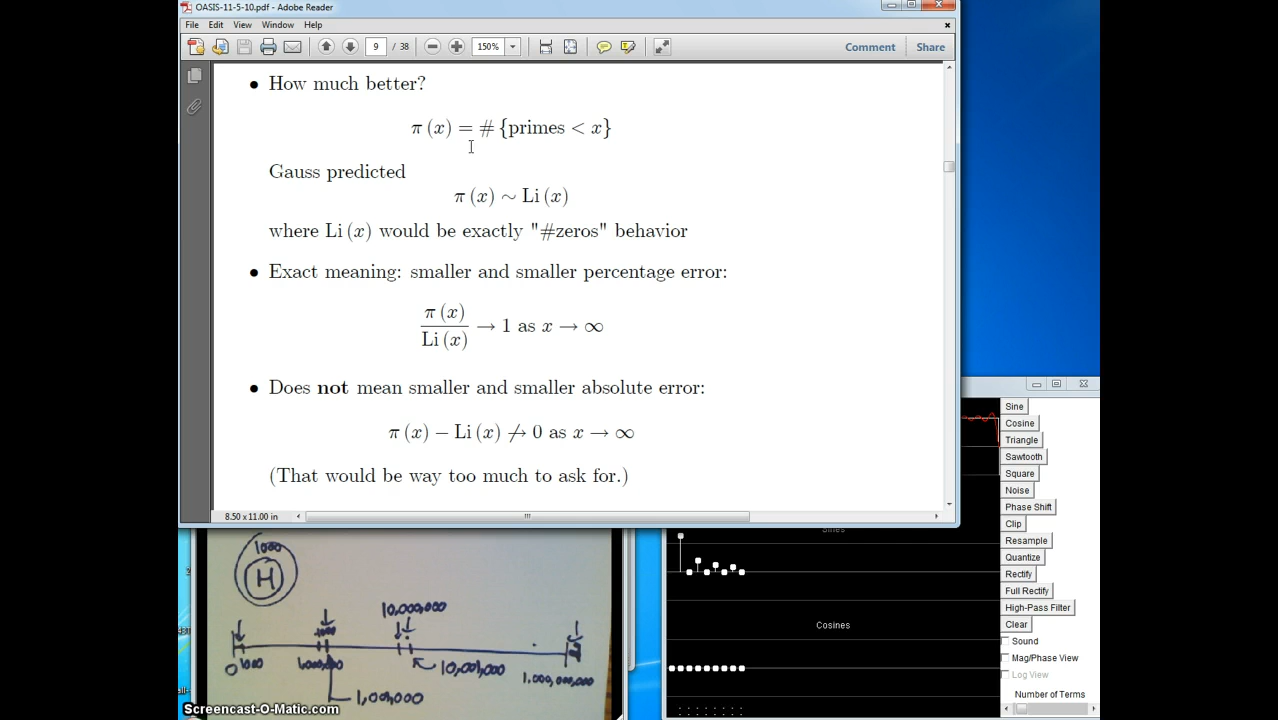 OASIS-11-5-10.pdf - Adobe Reader
File Edit View Window Help
9 / 38 150% Comment Share
• How much better?
π (x) = # {primes < x}
Gauss predicted
π (x) ∼ Li (x)
where Li (x) would be exactly "#zeros" behavior
• Exact meaning: smaller and smaller percentage error:
π (x)
Li (x)
→ 1 as x → ∞
• Does not mean smaller and smaller absolute error:
π (x) − Li (x) ↛ 0 as x → ∞
(That would be way too much to ask for.)
8.50 x 11.00 in
Sine
Cosine
Triangle
Sawtooth
Square
Noise
Phase Shift
Clip
Resample
Quantize
Rectify
Full Rectify
High-Pass Filter
Clear
Sound
Mag/Phase View
Log View
Number of Terms
Sines
Cosines
1000
H
10,000,000
0
1000
10,001,000
1,000,000,000
1,001,000
Screencast-O-Matic.com